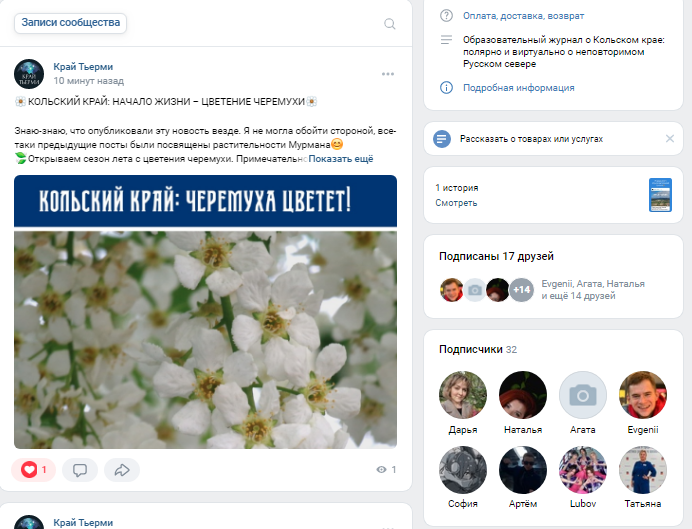 Записи сообщества
КРАЙ
ТЬЕРМИ
Край Тьерми
10 минут назад
КОЛЬСКИЙ КРАЙ: НАЧАЛО ЖИЗНИ – ЦВЕТЕНИЕ ЧЕРЕМУХИ
Знаю-знаю, что опубликовали эту новость везде. Я не могла обойти стороной, все-
таки предыдущие посты были посвящены растительности Мурмана😊
🌿Открываем сезон лета с цветения черемухи. Примечательно Показать ещё
КОЛЬСКИЙ КРАЙ: ЧЕРЕМУХА ЦВЕТЕТ!
1
1
Край Тьерми
Оплата, доставка, возврат
Образовательный журнал о Кольском крае:
полярно и виртуально о неповторимом
Русском севере
Подробная информация
Рассказать о товарах или услугах
1 история
Смотреть
Подписаны 17 друзей
+14
Evgenii, Агата, Наталья
и ещё 14 друзей
Подписчики 32
Дарья
Наталья
Агата
Evgenii
София
Артём
Lubov
Татьяна